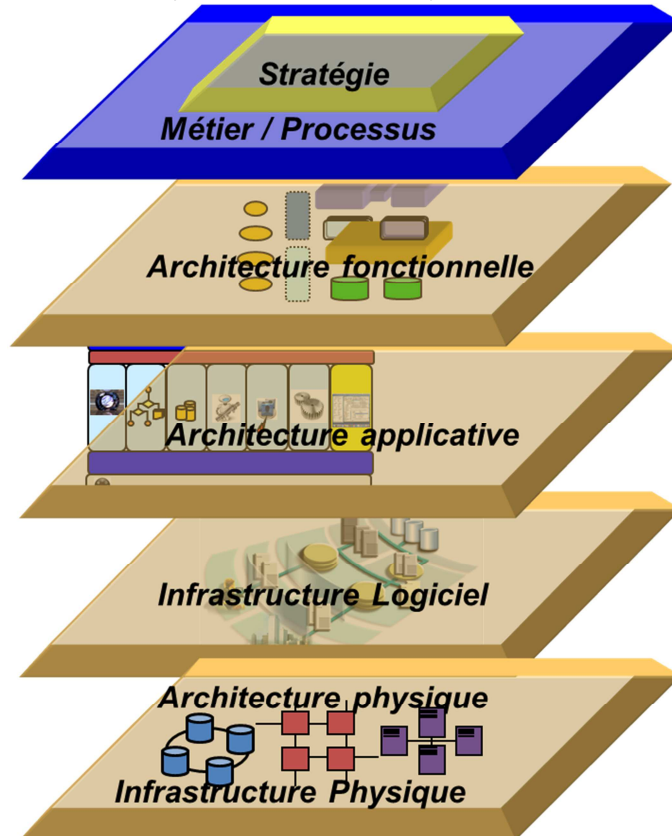 Stratégie
Métier / Processus
Architecture fonctionnelle
Architecture applicative
Infrastructure Logiciel
Architecture physique
Infrastructure Physique